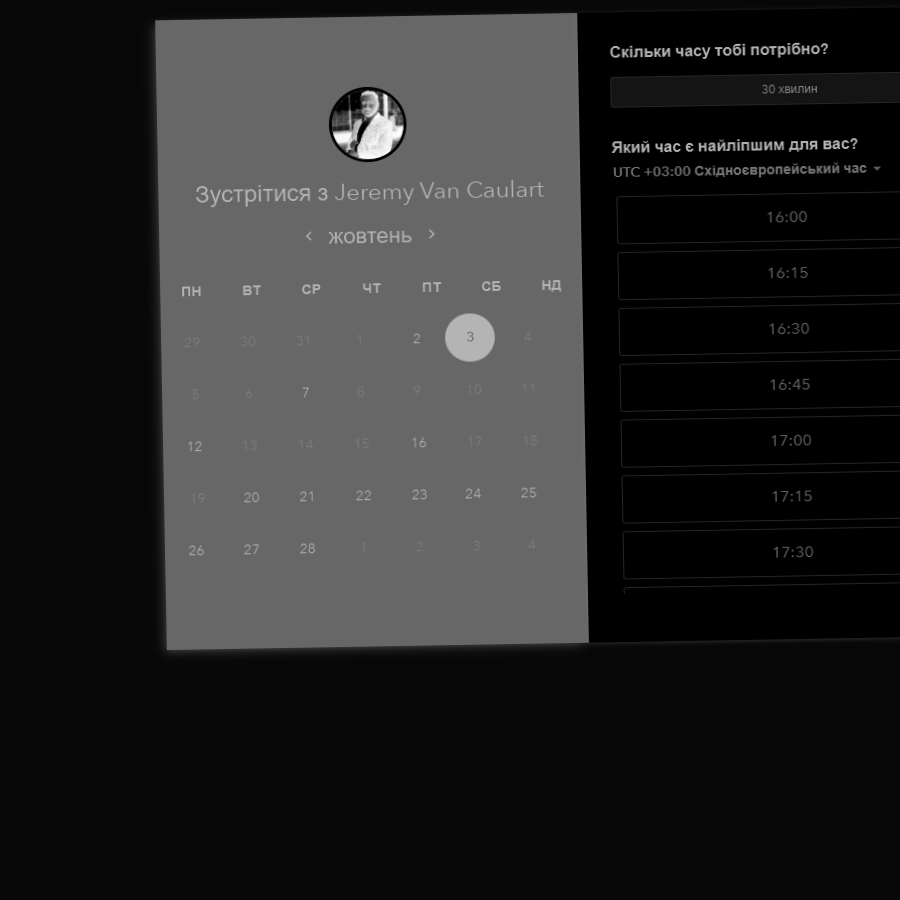 Зустрітися з Jeremy Van Caulart
‹ жовтень ›
ПН ВТ СР ЧТ ПТ СБ НД
29 30 31 1 2 3 4
5 6 7 8 9 10 11
12 13 14 15 16 17 18
19 20 21 22 23 24 25
26 27 28 1 2 3 4
Скільки часу тобі потрібно?
30 хвилин
Який час є найліпшим для вас?
UTC +03:00 Східноєвропейський час
16:00
16:15
16:30
16:45
17:00
17:15
17:30